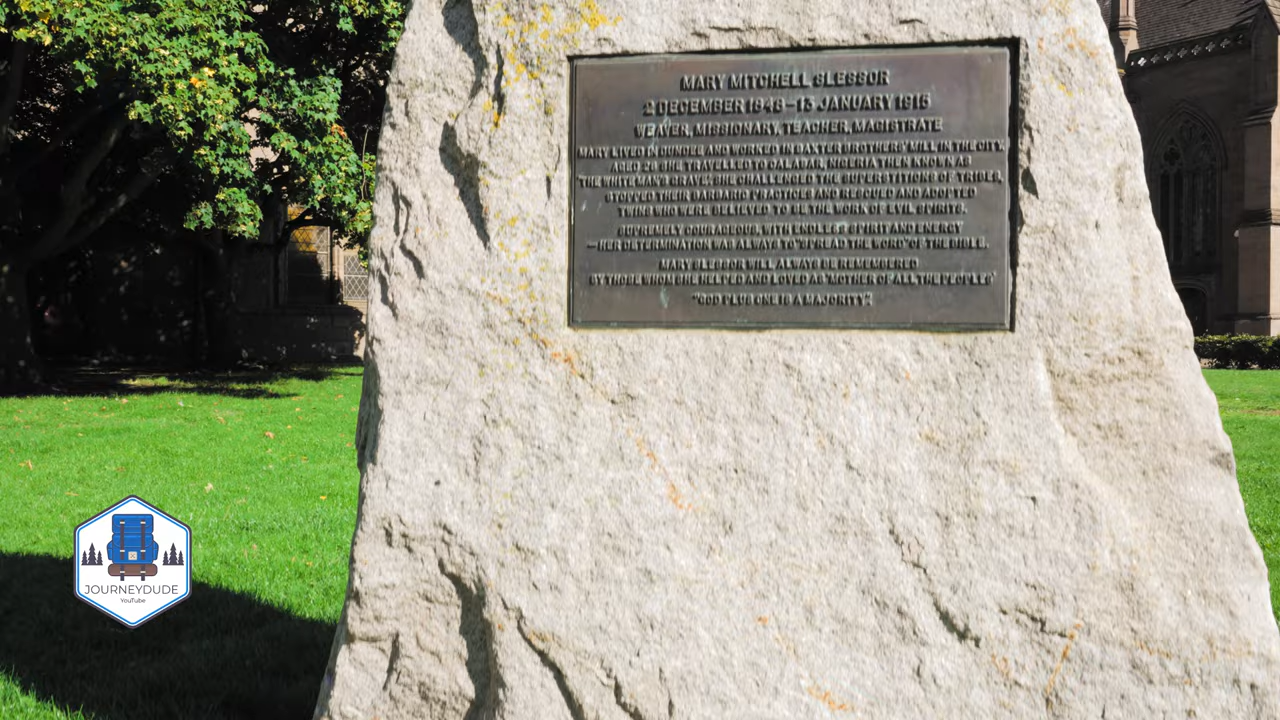 MARY MITCHELL SLESSOR
2 DECEMBER 1848 – 13 JANUARY 1915
WEAVER, MISSIONARY, TEACHER, MAGISTRATE
MARY LIVED IN DUNDEE AND WORKED IN BAXTER BROTHERS' MILL IN THE CITY.
AGED 28 SHE TRAVELLED TO CALABAR, NIGERIA THEN KNOWN AS
'THE WHITE MAN'S GRAVE'. SHE CHALLENGED THE SUPERSTITIONS OF TRIBES,
STOPPED THEIR BARBARIC PRACTICES AND RESCUED AND ADOPTED
TWINS WHO WERE BELIEVED TO BE THE WORK OF EVIL SPIRITS.
SUPREMELY COURAGEOUS, WITH ENDLESS SPIRIT AND ENERGY
– HER DETERMINATION WAS ALWAYS TO 'SPREAD THE WORD' OF THE BIBLE.
MARY SLESSOR WILL ALWAYS BE REMEMBERED
BY THOSE WHOM SHE HELPED AND LOVED AS 'MOTHER OF ALL THE PEOPLES'
"GOD PLUS ONE IS A MAJORITY".
JOURNEYDUDE
YouTube